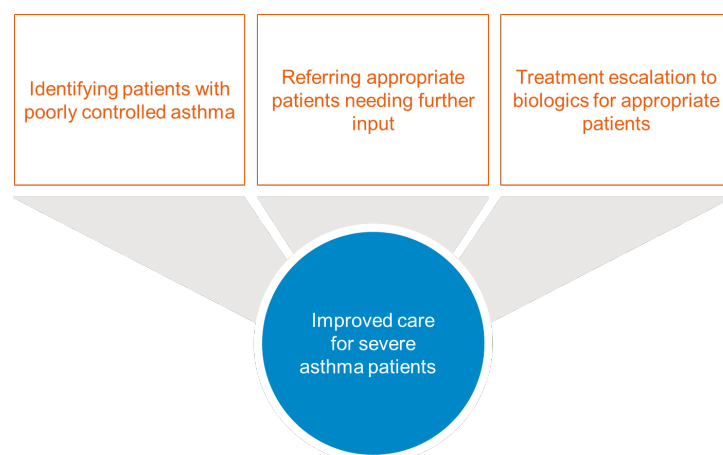 Identifying patients with
poorly controlled asthma
Referring appropriate
patients needing further
input
Treatment escalation to
biologics for appropriate
patients
Improved care
for severe
asthma patients